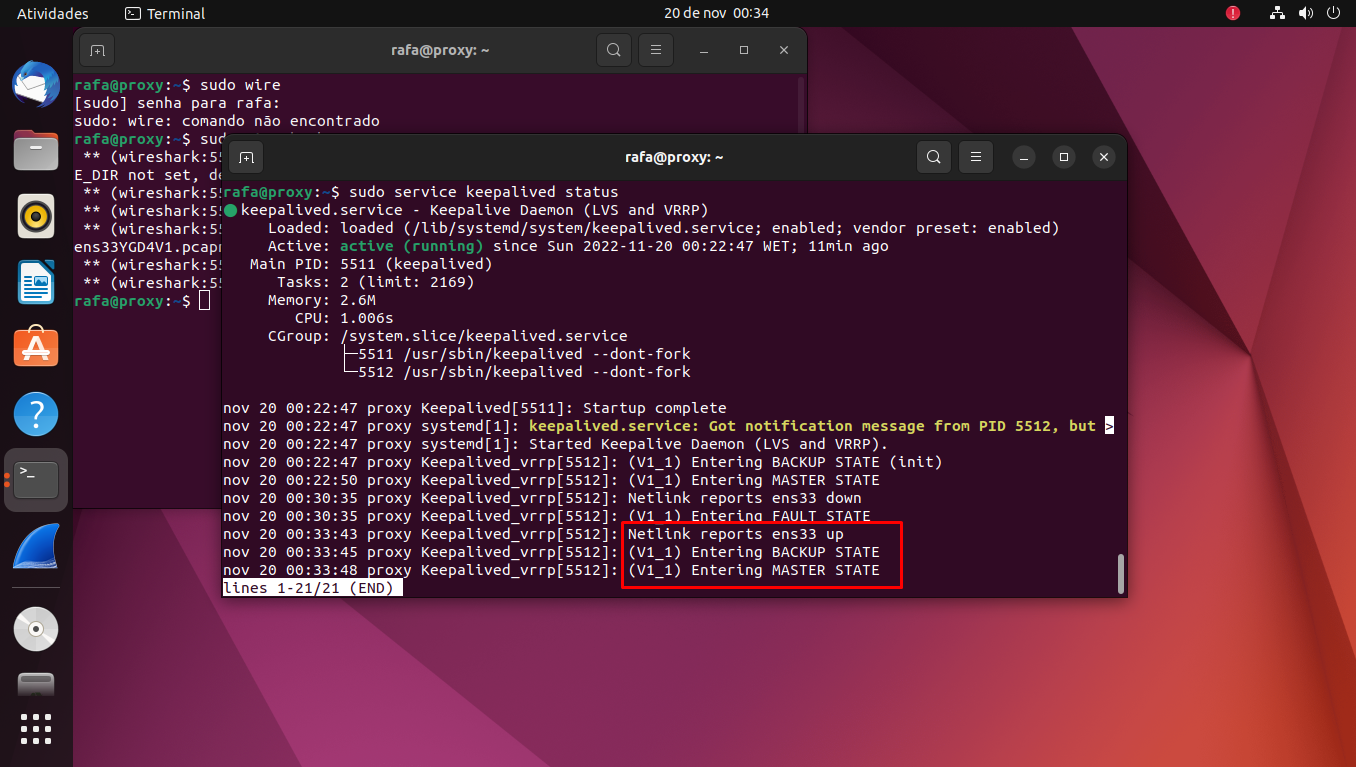 Atividades
Terminal
20 de nov 00:34
rafa@proxy: ~
rafa@proxy:~$ sudo wire
[sudo] senha para rafa:
sudo: wire: comando não encontrado
rafa@proxy:~$ sud
** (wireshark:55
E_DIR not set, de
** (wireshark:55
** (wireshark:55
** (wireshark:55
ens33YGD4V1.pcapn
** (wireshark:55
** (wireshark:55
rafa@proxy:~$
rafa@proxy: ~
rafa@proxy:~$ sudo service keepalived status
keepalived.service - Keepalive Daemon (LVS and VRRP)
Loaded: loaded (/lib/systemd/system/keepalived.service; enabled; vendor preset: enabled)
Active: active (running) since Sun 2022-11-20 00:22:47 WET; 11min ago
Main PID: 5511 (keepalived)
Tasks: 2 (limit: 2169)
Memory: 2.6M
CPU: 1.006s
CGroup: /system.slice/keepalived.service
├─5511 /usr/sbin/keepalived --dont-fork
└─5512 /usr/sbin/keepalived --dont-fork
nov 20 00:22:47 proxy Keepalived[5511]: Startup complete
nov 20 00:22:47 proxy systemd[1]: keepalived.service: Got notification message from PID 5512, but >
nov 20 00:22:47 proxy systemd[1]: Started Keepalive Daemon (LVS and VRRP).
nov 20 00:22:47 proxy Keepalived_vrrp[5512]: (V1_1) Entering BACKUP STATE (init)
nov 20 00:22:50 proxy Keepalived_vrrp[5512]: (V1_1) Entering MASTER STATE
nov 20 00:30:35 proxy Keepalived_vrrp[5512]: Netlink reports ens33 down
nov 20 00:30:35 proxy Keepalived_vrrp[5512]: (V1_1) Entering FAULT STATE
nov 20 00:33:43 proxy Keepalived_vrrp[5512]: Netlink reports ens33 up
nov 20 00:33:45 proxy Keepalived_vrrp[5512]: (V1_1) Entering BACKUP STATE
nov 20 00:33:48 proxy Keepalived_vrrp[5512]: (V1_1) Entering MASTER STATE
lines 1-21/21 (END)